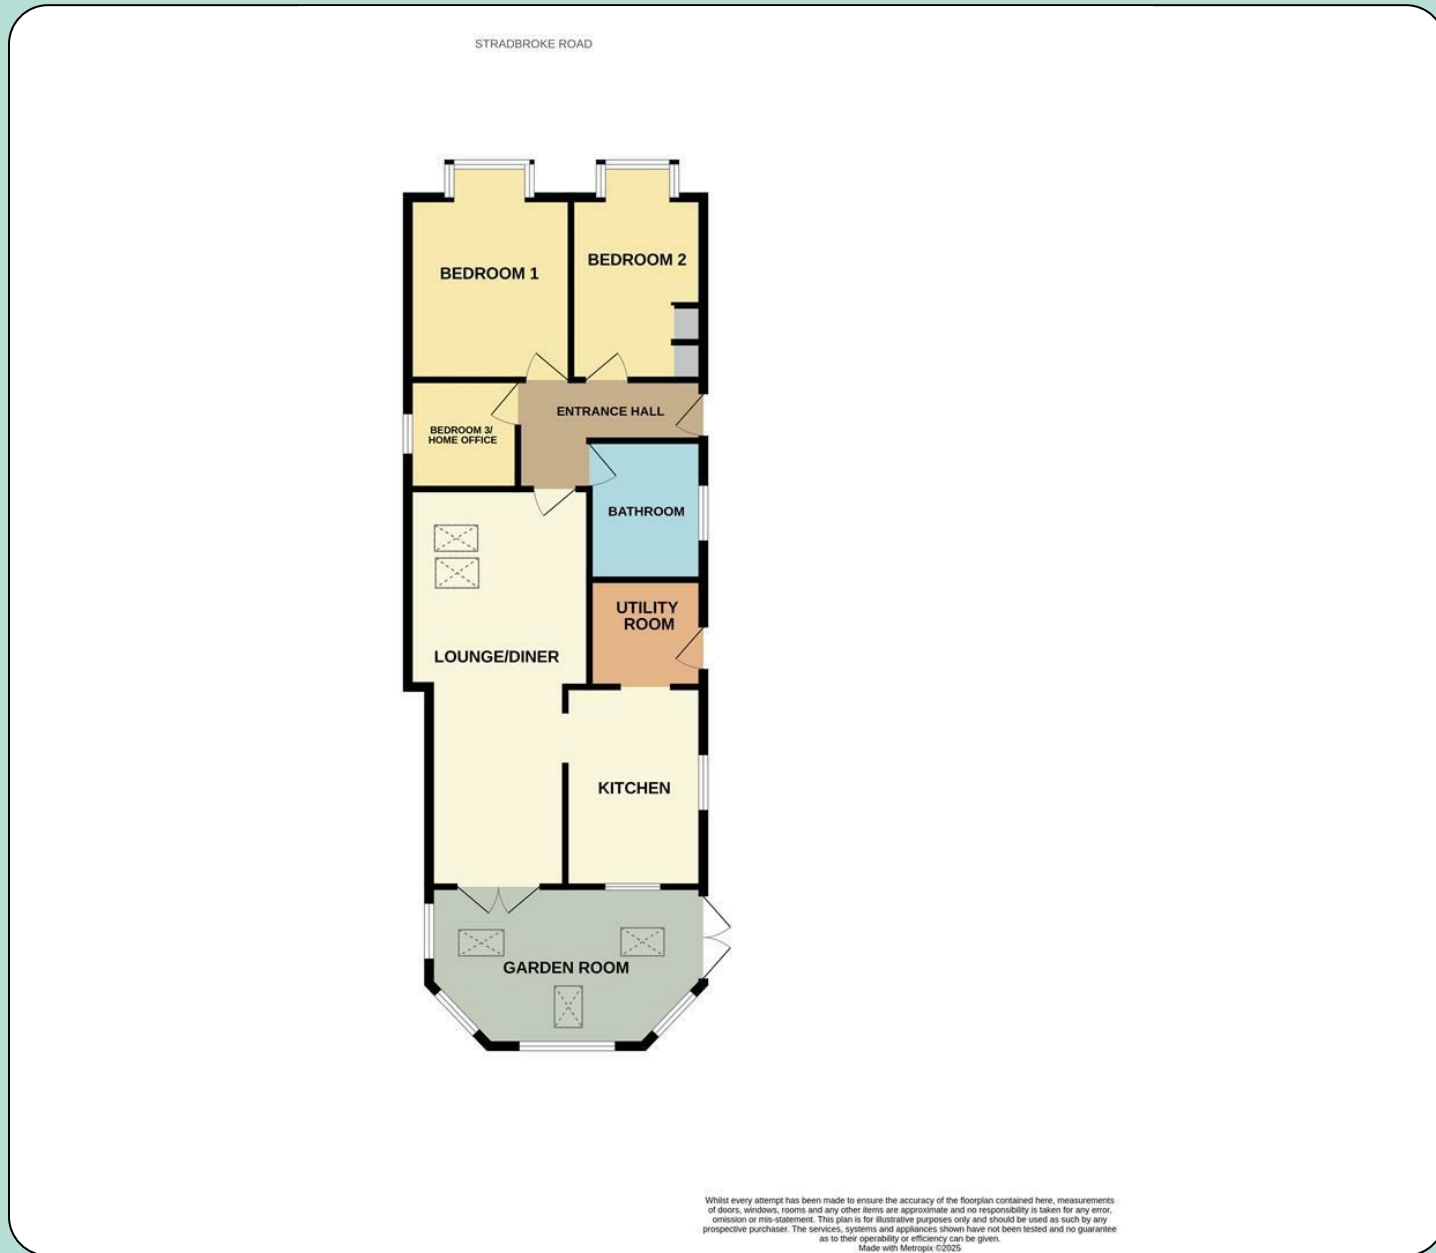 STRADBROKE ROAD
BEDROOM 1
BEDROOM 2
ENTRANCE HALL
BEDROOM 3/
HOME OFFICE
BATHROOM
UTILITY
ROOM
LOUNGE/DINER
KITCHEN
GARDEN ROOM
Whilst every attempt has been made to ensure the accuracy of the floorplan contained here, measurements
of doors, windows, rooms and any other items are approximate and no responsibility is taken for any error,
omission or mis-statement. This plan is for illustrative purposes only and should be used as such by any
prospective purchaser. The services, systems and appliances shown have not been tested and no guarantee
as to their operability or efficiency can be given.
Made with Metropix ©2025